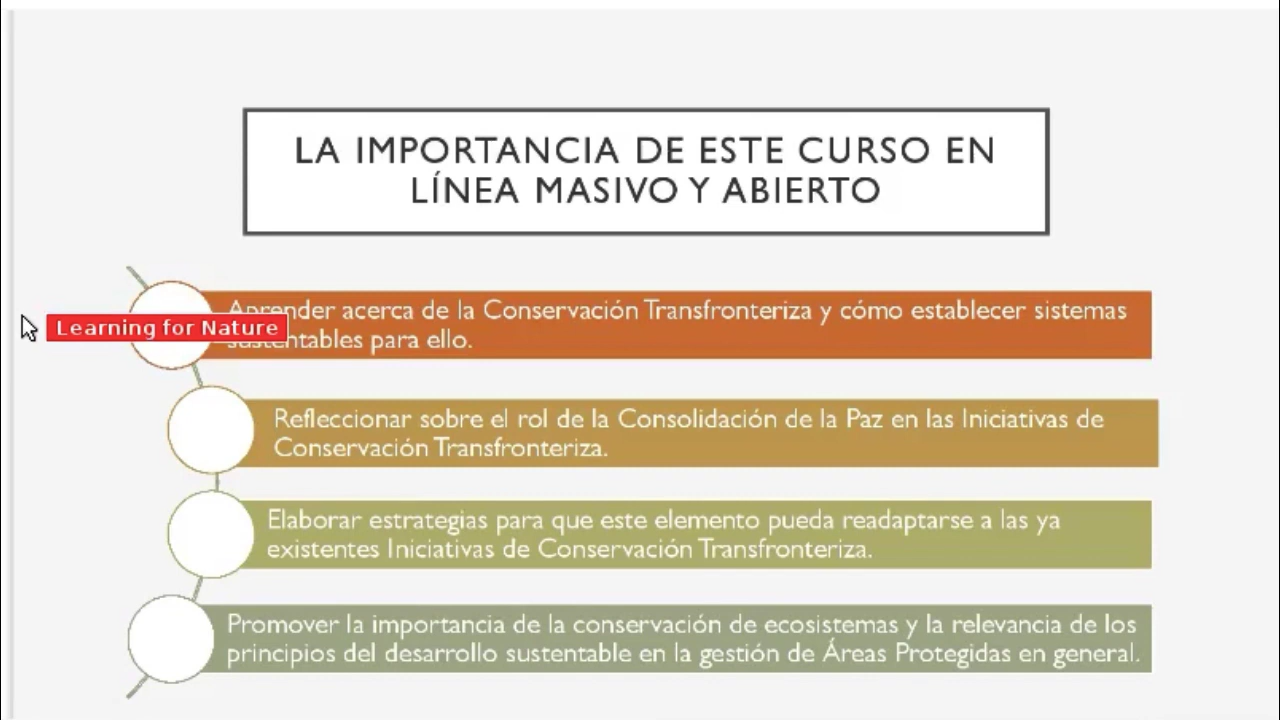 LA IMPORTANCIA DE ESTE CURSO EN
LÍNEA MASIVO Y ABIERTO
Aprender acerca de la Conservación Transfronteriza y cómo establecer sistemas
Learning for Nature
sustentables para ello.
Refleccionar sobre el rol de la Consolidación de la Paz en las Iniciativas de
Conservación Transfronteriza.
Elaborar estrategias para que este elemento pueda readaptarse a las ya
existentes Iniciativas de Conservación Transfronteriza.
Promover la importancia de la conservación de ecosistemas y la relevancia de los
principios del desarrollo sustentable en la gestión de Áreas Protegidas en general.